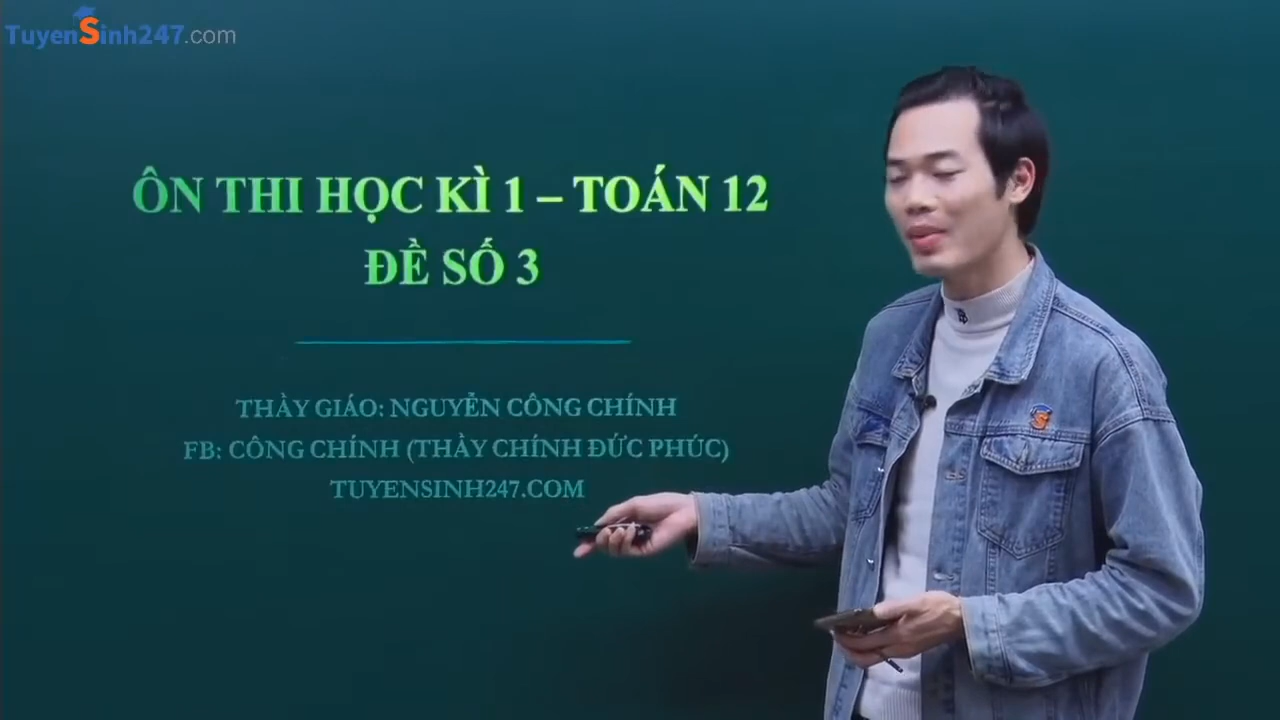 TuyenSinh247.com
ÔN THI HỌC KÌ 1 – TOÁN 12
ĐỀ SỐ 3
THẦY GIÁO: NGUYỄN CÔNG CHÍNH
FB: CÔNG CHÍNH (THẦY CHÍNH ĐỨC PHÚC)
TUYENSINH247.COM